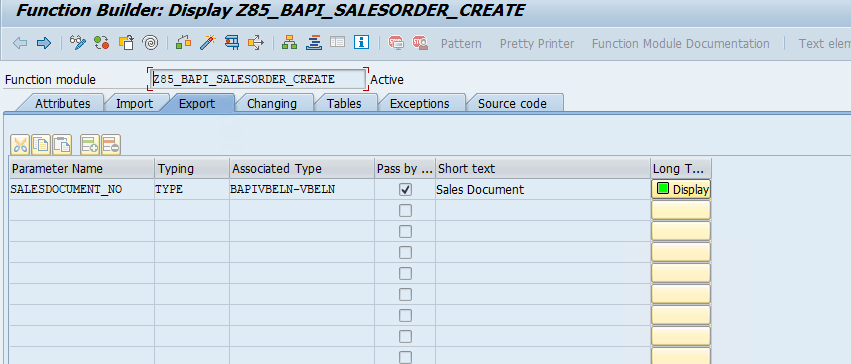 Function Builder: Display Z85_BAPI_SALESORDER_CREATE
Pattern Pretty Printer Function Module Documentation Text elem
Function module Z85_BAPI_SALESORDER_CREATE Active
Attributes Import Export Changing Tables Exceptions Source code
Parameter Name Typing Associated Type Pass by ... Short text Long T...
SALESDOCUMENT_NO TYPE BAPIVBELN-VBELN Sales Document Display